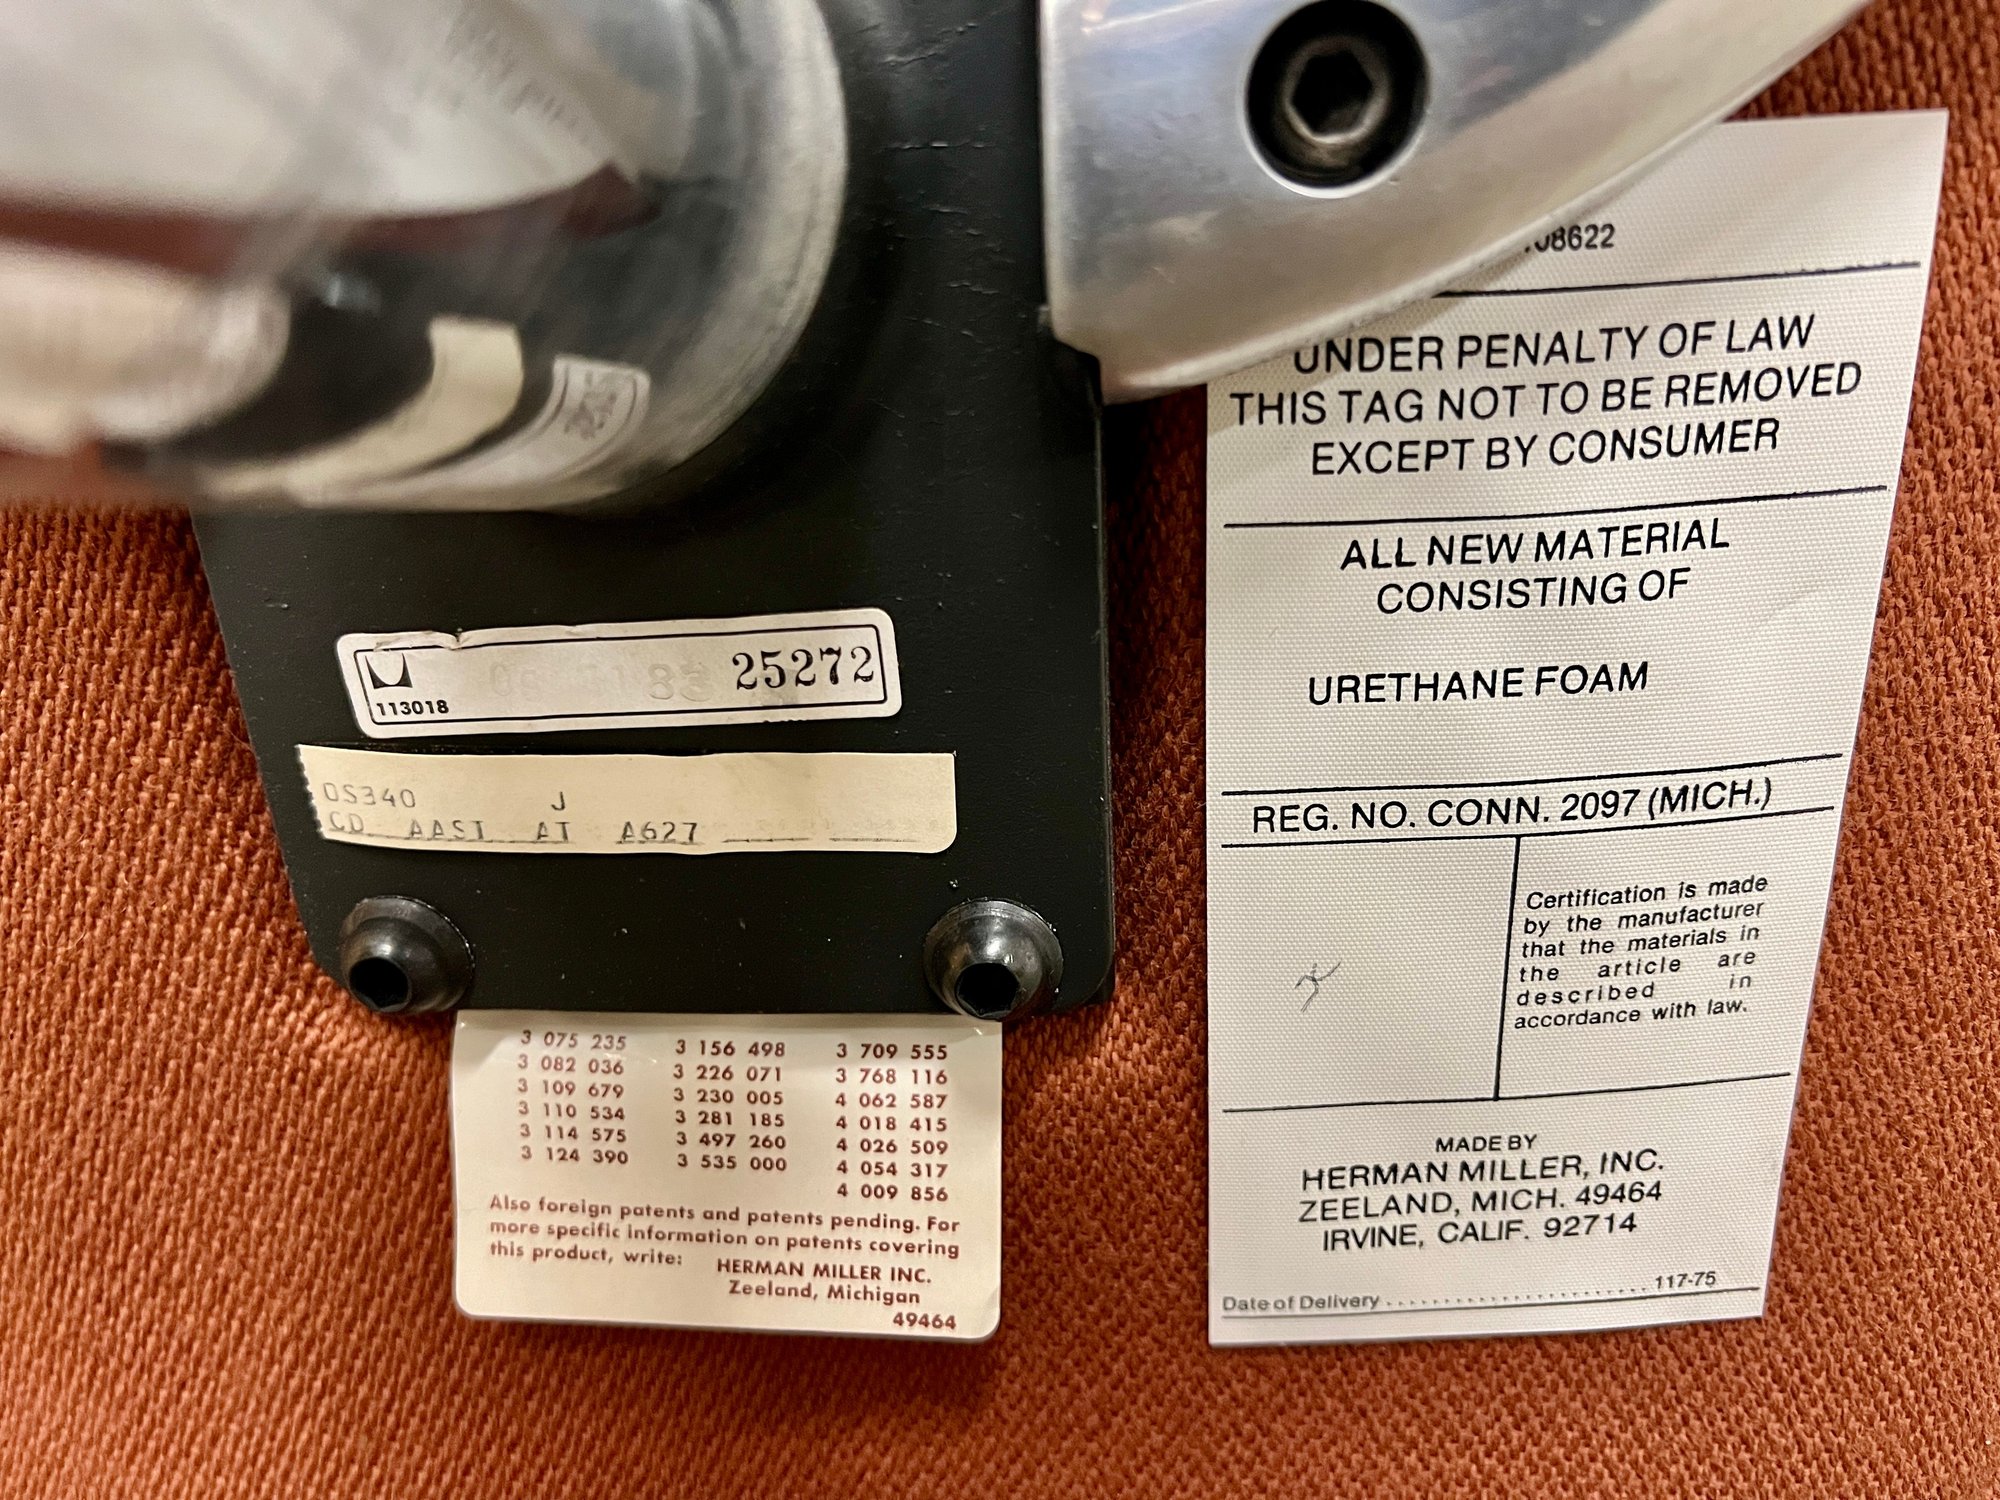 25272
113018
OS340 J
CD AAST AT A627
3 075 235
3 082 036
3 109 679
3 110 534
3 114 575
3 124 390
3 156 498
3 226 071
3 230 005
3 281 185
3 497 260
3 535 000
3 709 555
3 768 116
4 062 587
4 018 415
4 026 509
4 054 317
4 009 856
Also foreign patents and patents pending. For
more specific information on patents covering
this product, write: HERMAN MILLER INC.
Zeeland, Michigan
49464
08622
UNDER PENALTY OF LAW
THIS TAG NOT TO BE REMOVED
EXCEPT BY CONSUMER
ALL NEW MATERIAL
CONSISTING OF
URETHANE FOAM
REG. NO. CONN. 2097 (MICH.)
Certification is made
by the manufacturer
that the materials in
the article are
described in
accordance with law.
MADE BY
HERMAN MILLER, INC.
ZEELAND, MICH. 49464
IRVINE, CALIF. 92714
117-75
Date of Delivery